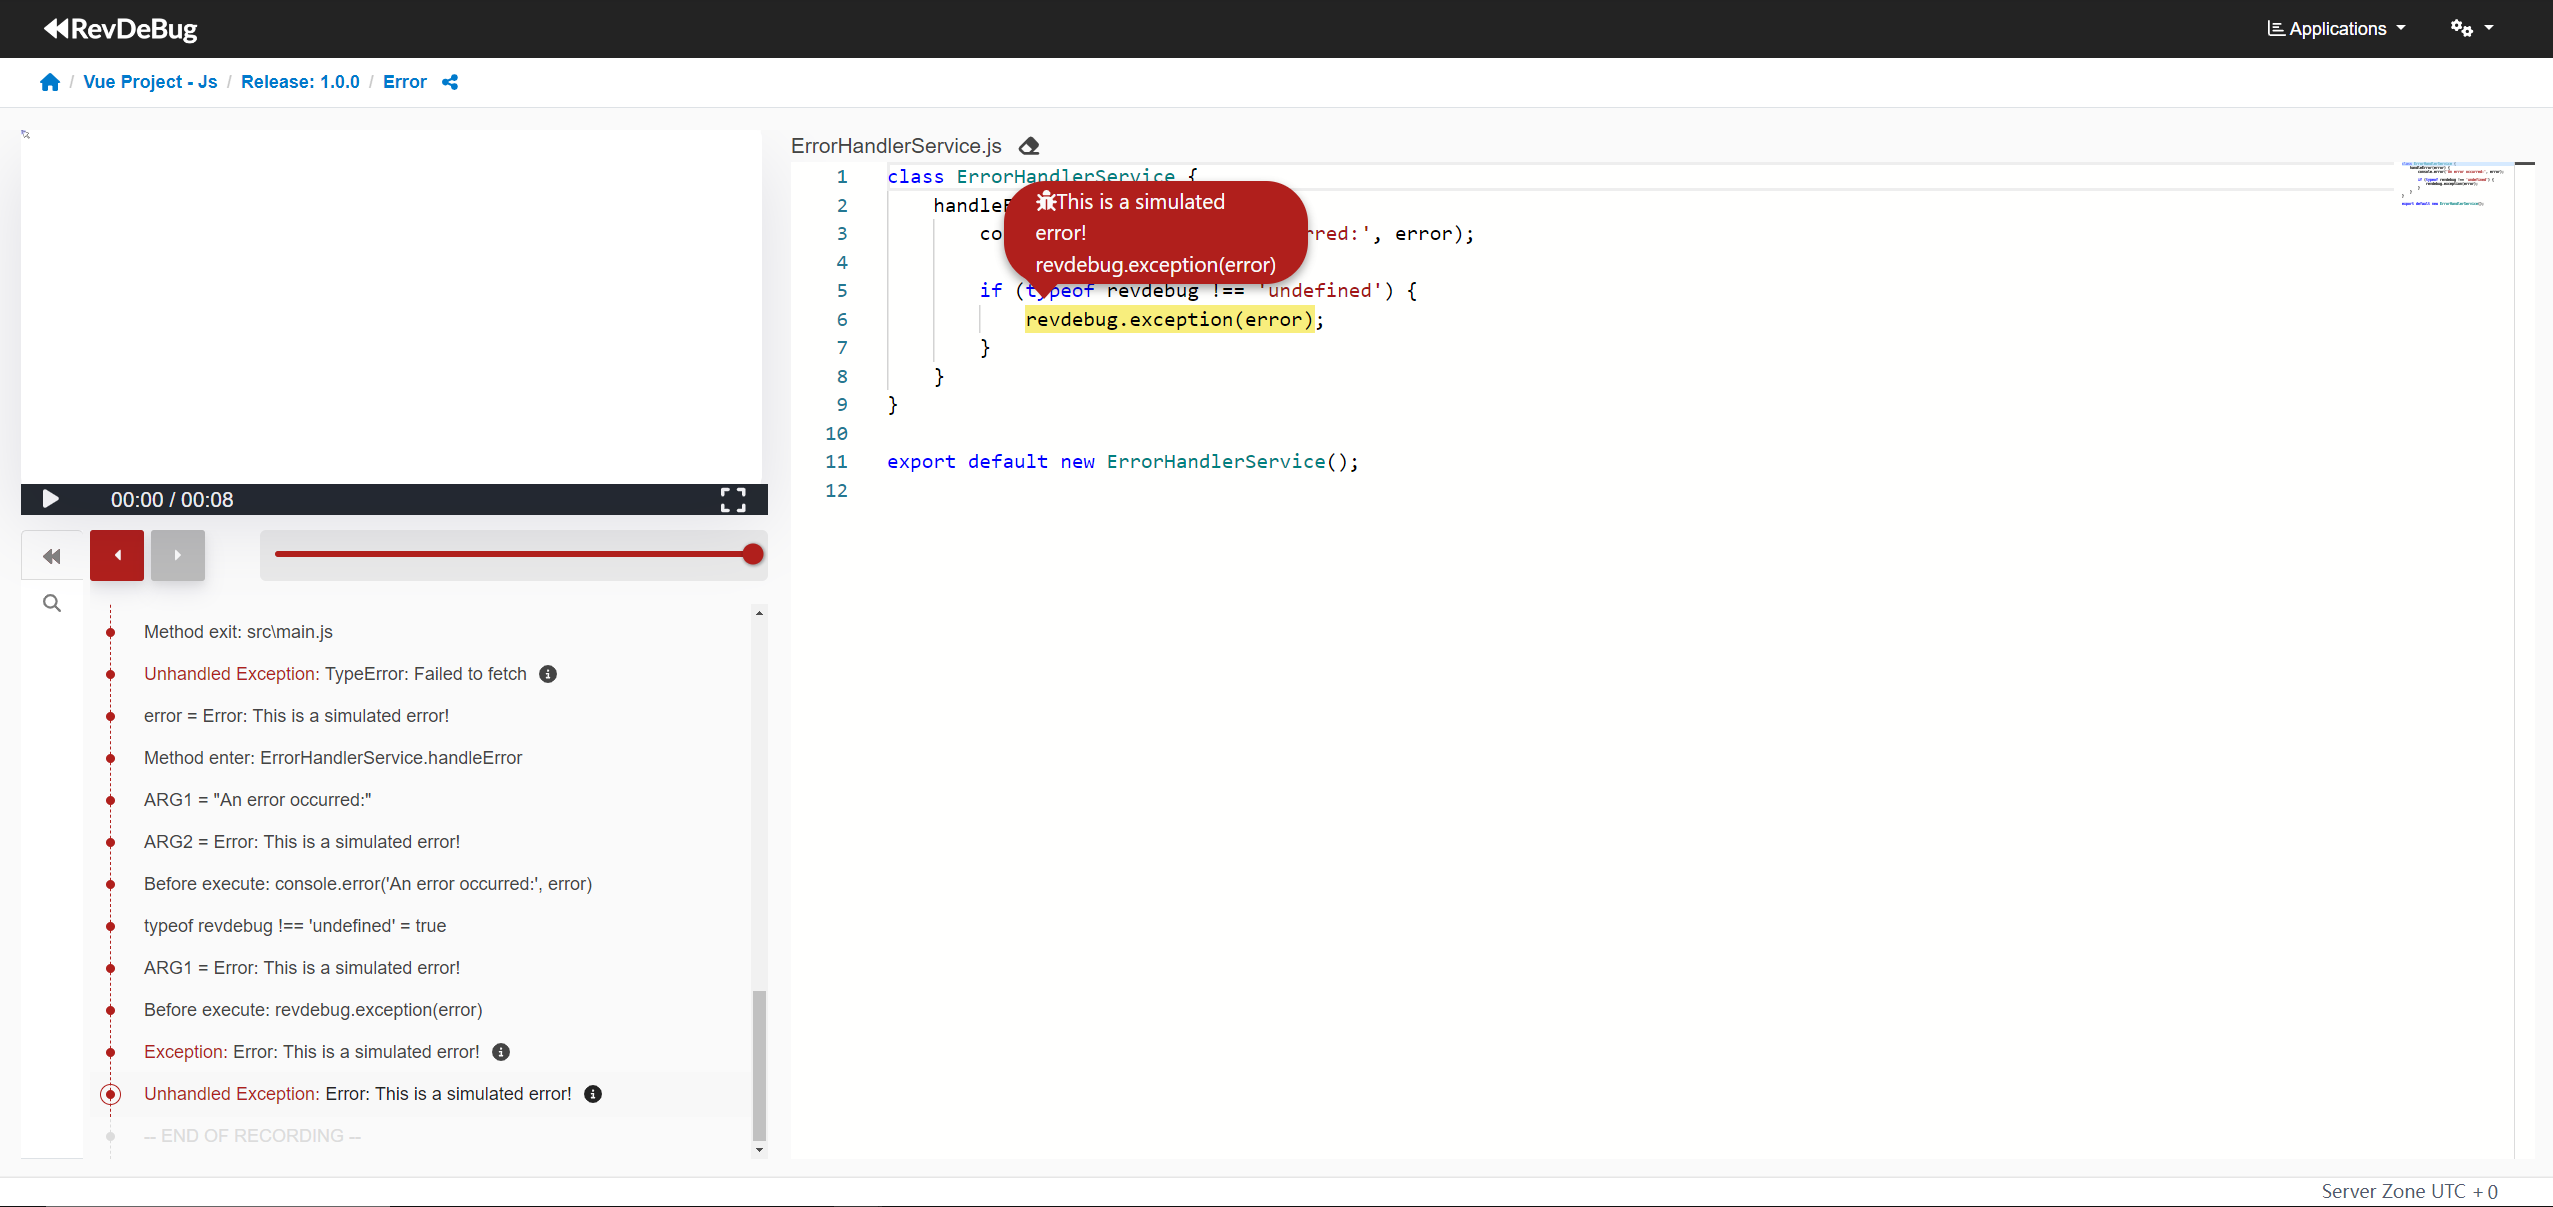 RevDeBug
Applications
/ Vue Project - Js / Release: 1.0.0 / Error
00:00 / 00:08
Method exit: src\main.js
Unhandled Exception: TypeError: Failed to fetch
error = Error: This is a simulated error!
Method enter: ErrorHandlerService.handleError
ARG1 = "An error occurred:"
ARG2 = Error: This is a simulated error!
Before execute: console.error('An error occurred:', error)
typeof revdebug !== 'undefined' = true
ARG1 = Error: This is a simulated error!
Before execute: revdebug.exception(error)
Exception: Error: This is a simulated error!
Unhandled Exception: Error: This is a simulated error!
-- END OF RECORDING --
ErrorHandlerService.js
1 class ErrorHandlerService {
2 handleE
3 co rred:', error);
4
5 if (typeof revdebug !== 'undefined') {
6 revdebug.exception(error);
7 }
8 }
9 }
10
11 export default new ErrorHandlerService();
12
This is a simulated
error!
revdebug.exception(error)
Server Zone UTC + 0